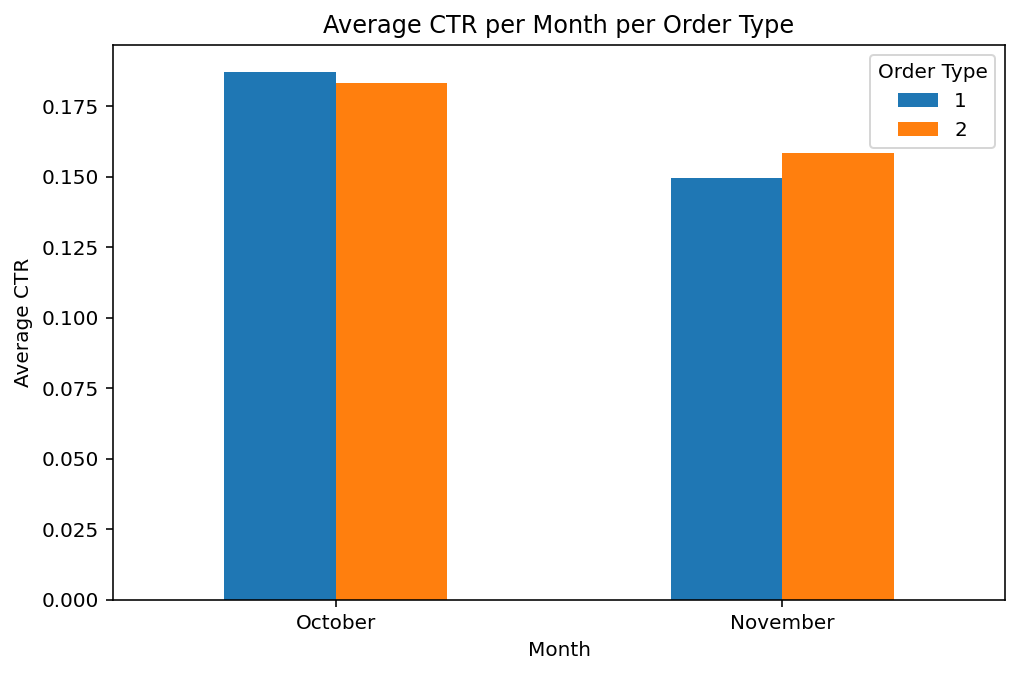 Average CTR per Month per Order Type
Order Type
1
2
Average CTR
0.175
0.150
0.125
0.100
0.075
0.050
0.025
0.000
October
November
Month